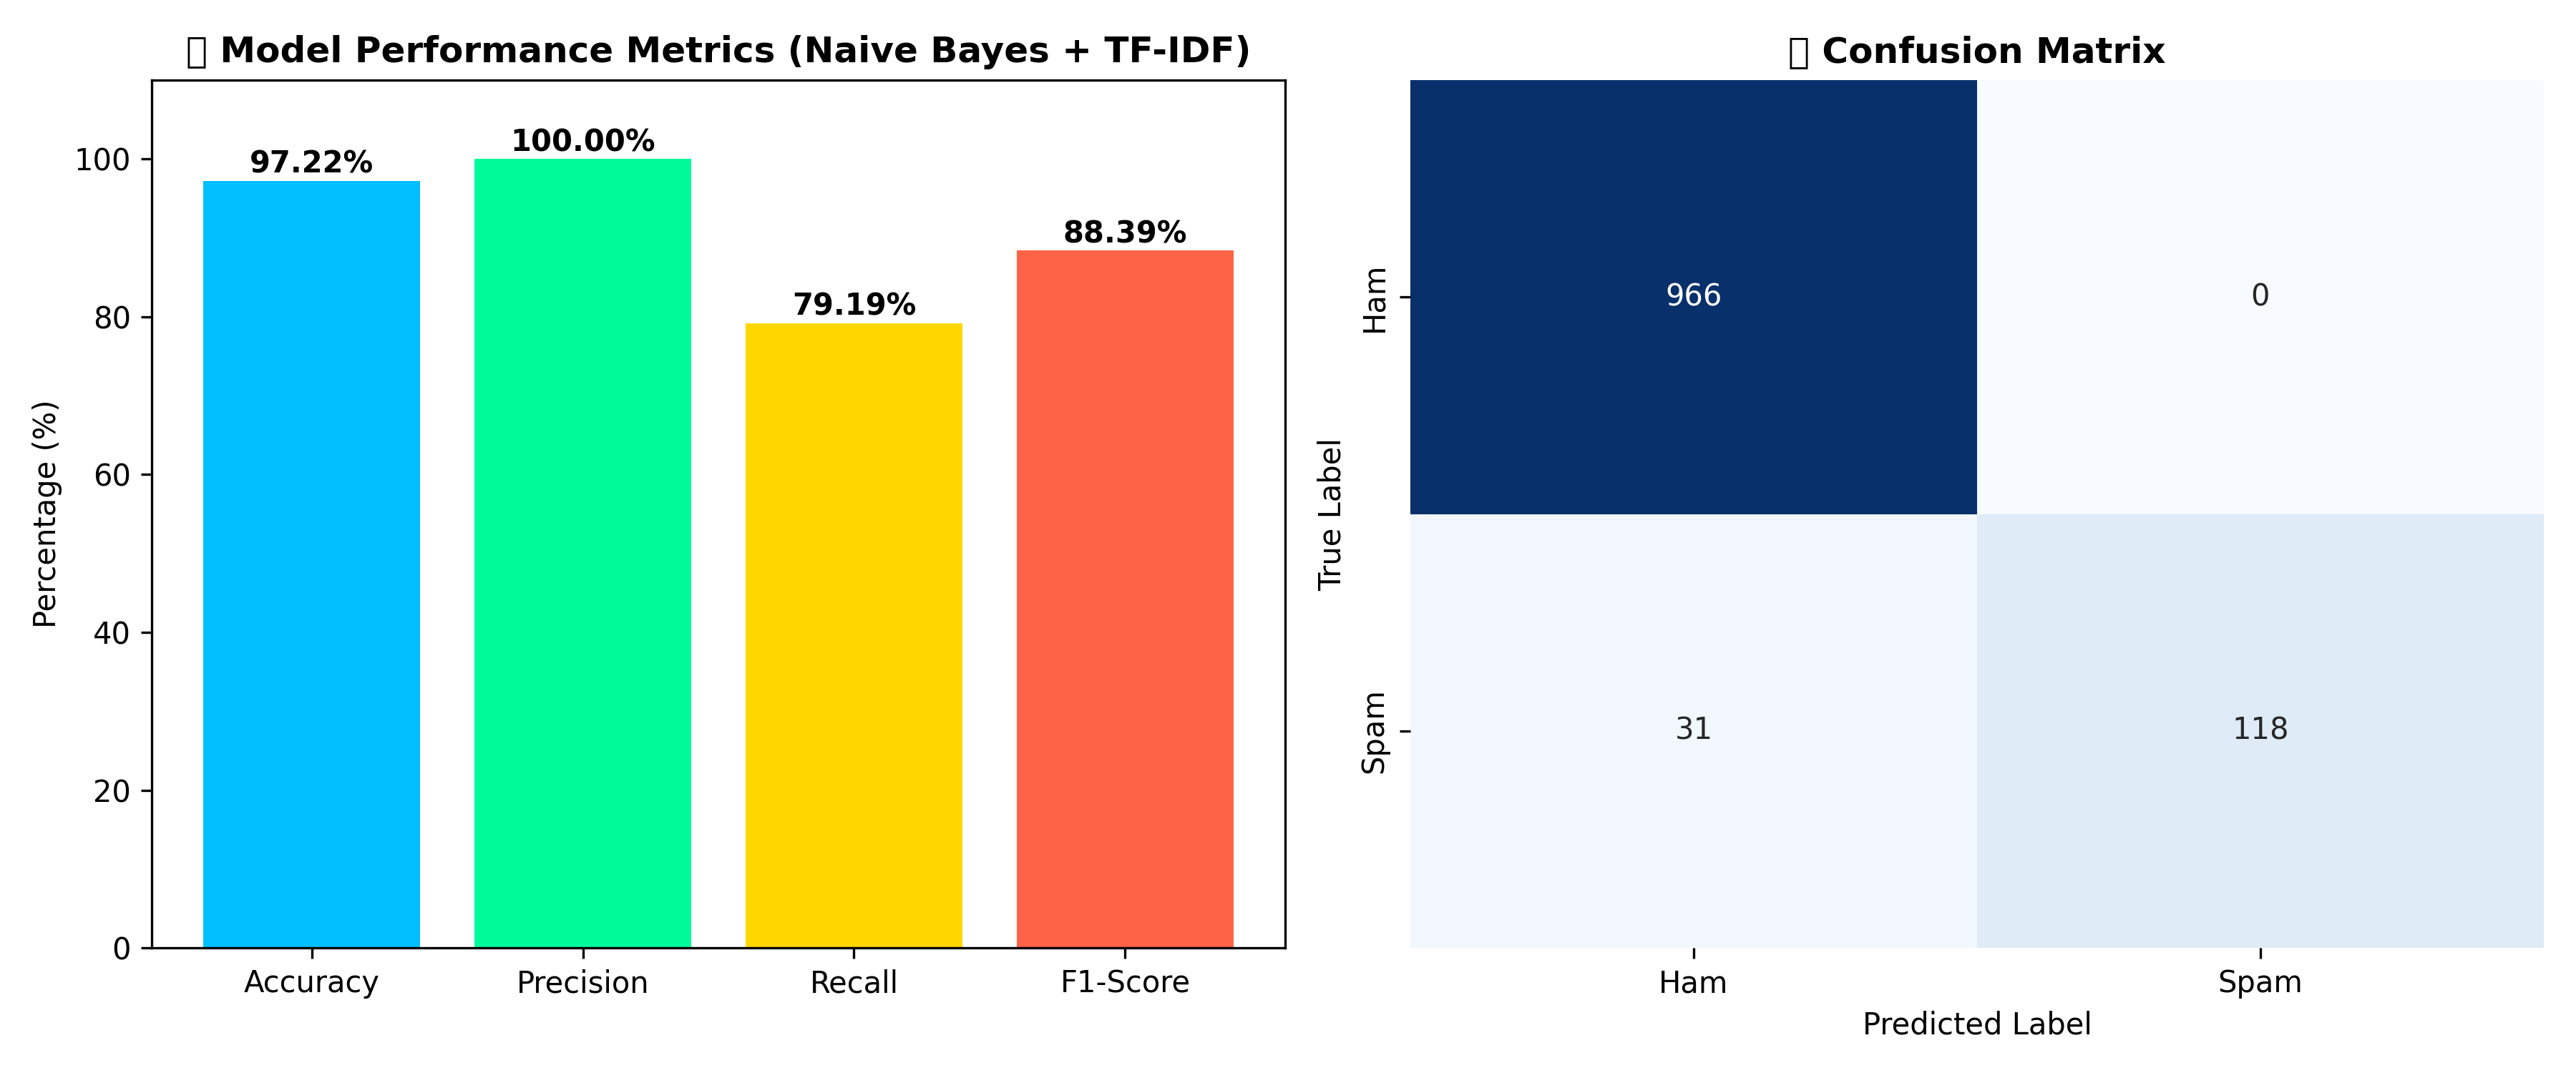 ▯ Model Performance Metrics (Naive Bayes + TF-IDF)
Percentage (%)
100
80
60
40
20
0
97.22%
100.00%
79.19%
88.39%
Accuracy
Precision
Recall
F1-Score
▯ Confusion Matrix
True Label
Ham
Spam
966
0
31
118
Ham
Spam
Predicted Label